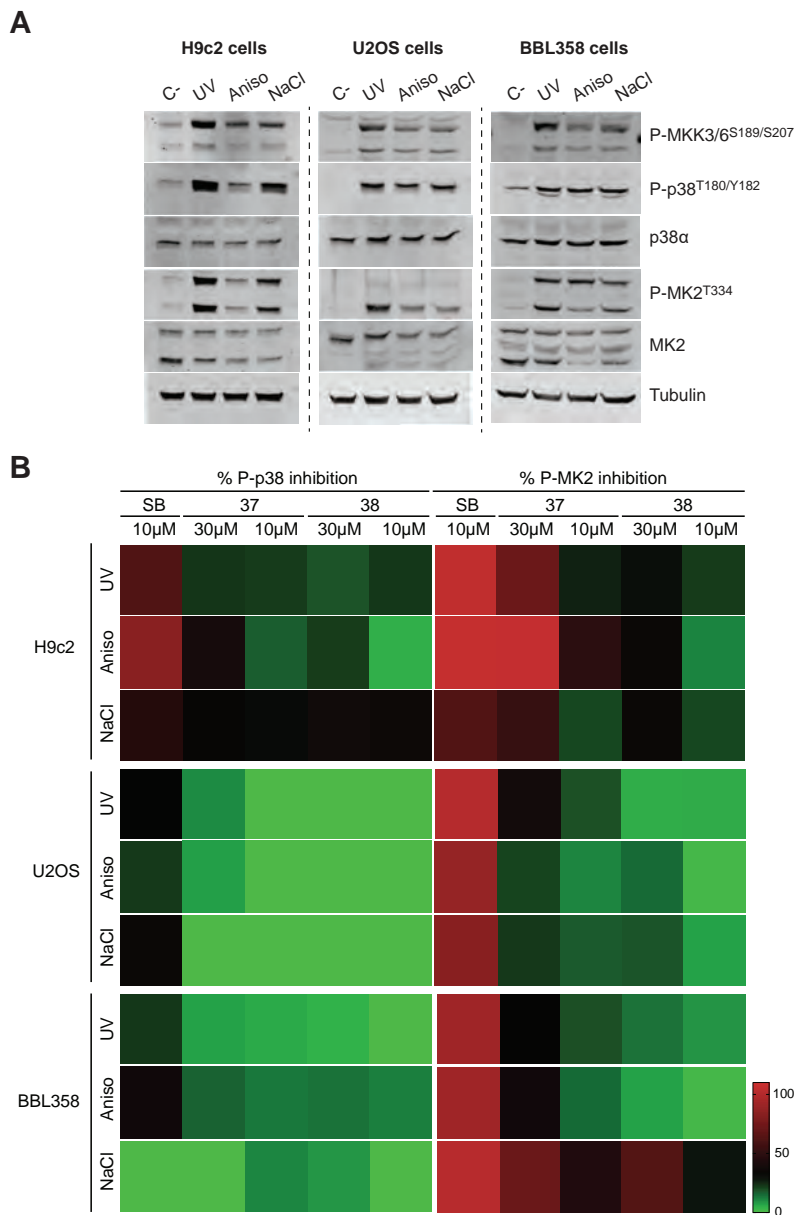 A
H9c2 cells U2OS cells BBL358 cells
C- UV Aniso NaCl C- UV Aniso NaCl C- UV Aniso NaCl
P-MKK3/6S189/S207
P-p38T180/Y182
p38α
P-MK2T334
MK2
Tubulin
B
% P-p38 inhibition % P-MK2 inhibition
SB 37 38 SB 37 38
10µM 30µM 10µM 30µM 10µM 10µM 30µM 10µM 30µM 10µM
H9c2
UV
Aniso
NaCl
U2OS
UV
Aniso
NaCl
BBL358
UV
Aniso
NaCl
100
50
0